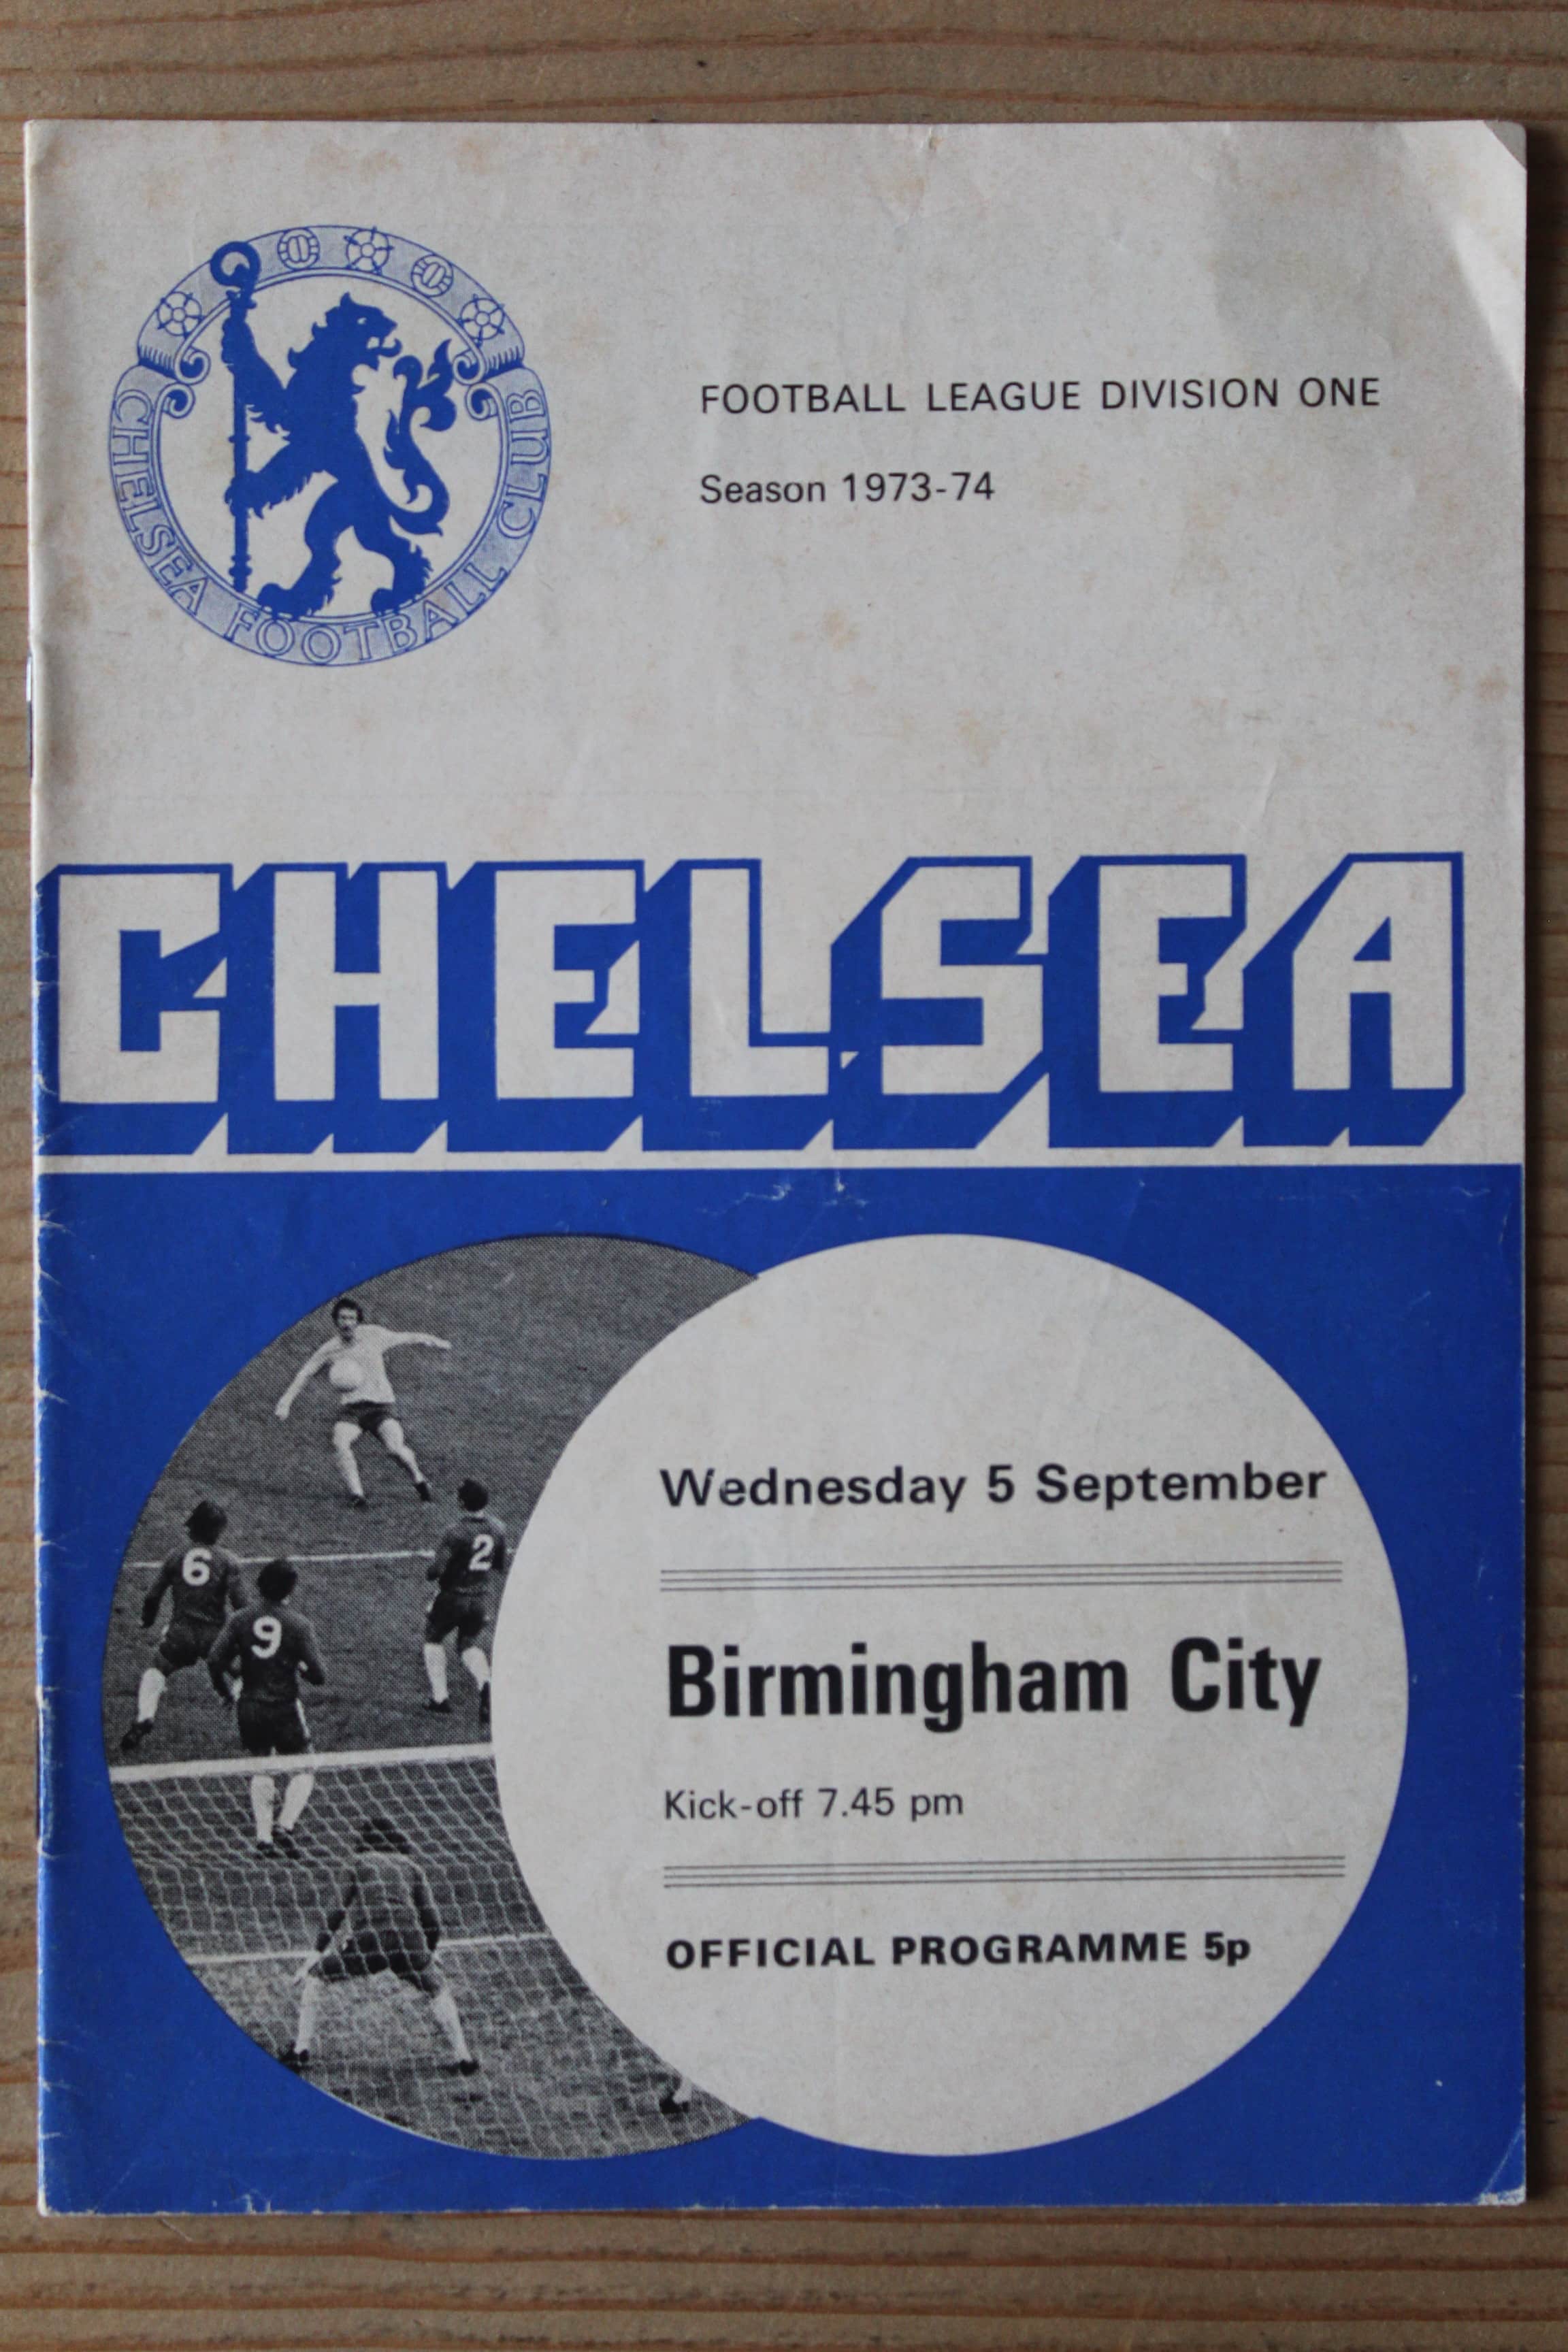 CHELSEA FOOTBALL CLUB
FOOTBALL LEAGUE DIVISION ONE
Season 1973-74
CHELSEA
Wednesday 5 September
Birmingham City
Kick-off 7.45 pm
OFFICIAL PROGRAMME 5p
6
2
9